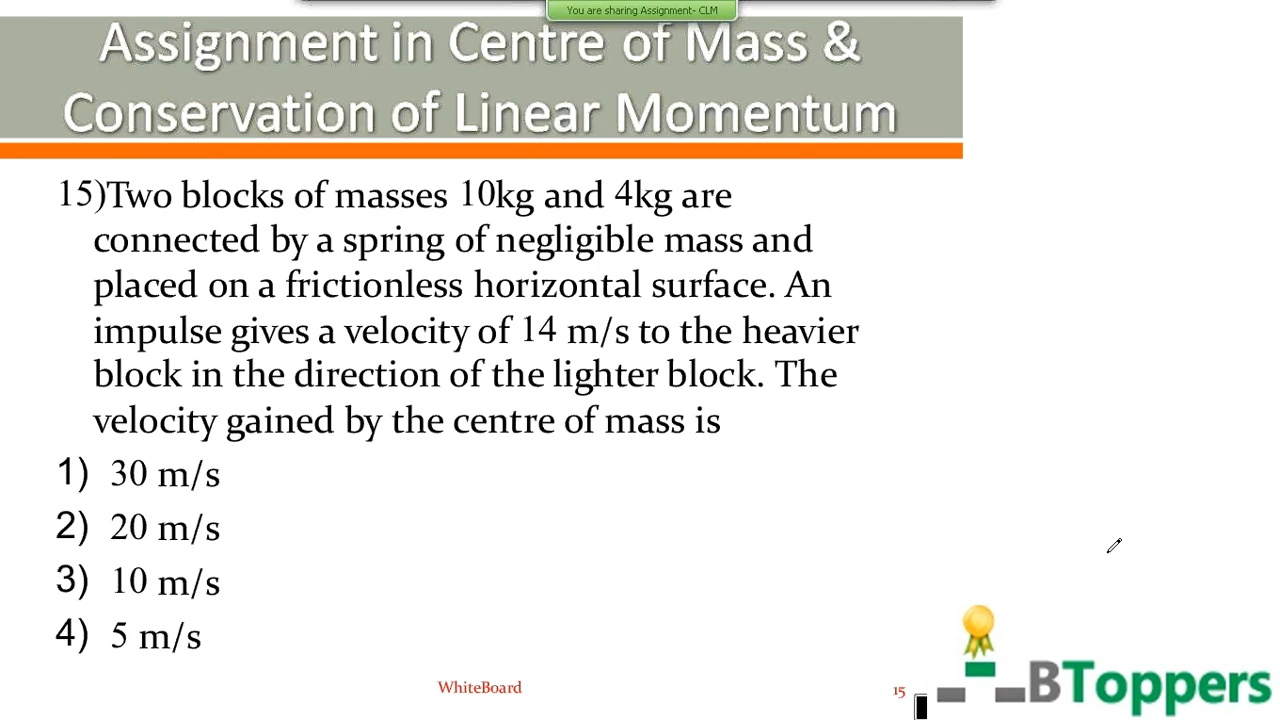 You are sharing Assignment- CLM
Assignment in Centre of Mass &
Conservation of Linear Momentum
15)Two blocks of masses 10kg and 4kg are
connected by a spring of negligible mass and
placed on a frictionless horizontal surface. An
impulse gives a velocity of 14 m/s to the heavier
block in the direction of the lighter block. The
velocity gained by the centre of mass is
1) 30 m/s
2) 20 m/s
3) 10 m/s
4) 5 m/s
WhiteBoard
15
BToppers